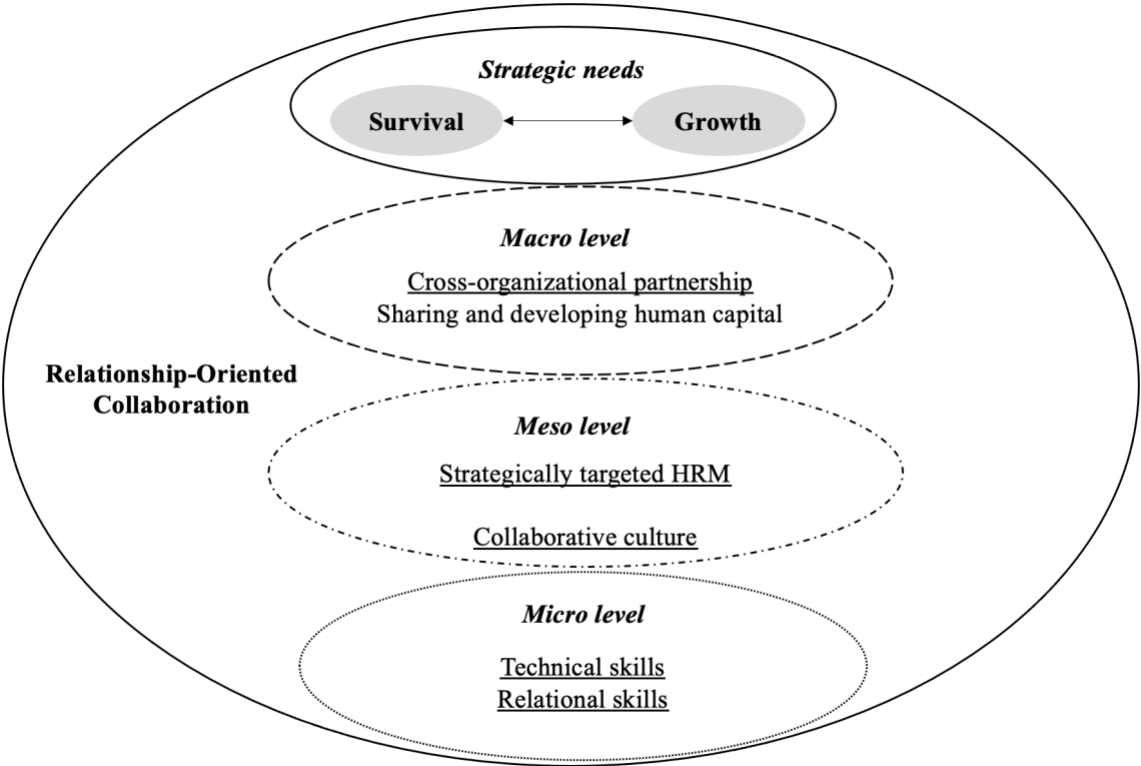 Strategic needs
Survival
Growth
Macro level
Cross-organizational partnership
Sharing and developing human capital
Relationship-Oriented
Collaboration
Meso level
Strategically targeted HRM
Collaborative culture
Micro level
Technical skills
Relational skills